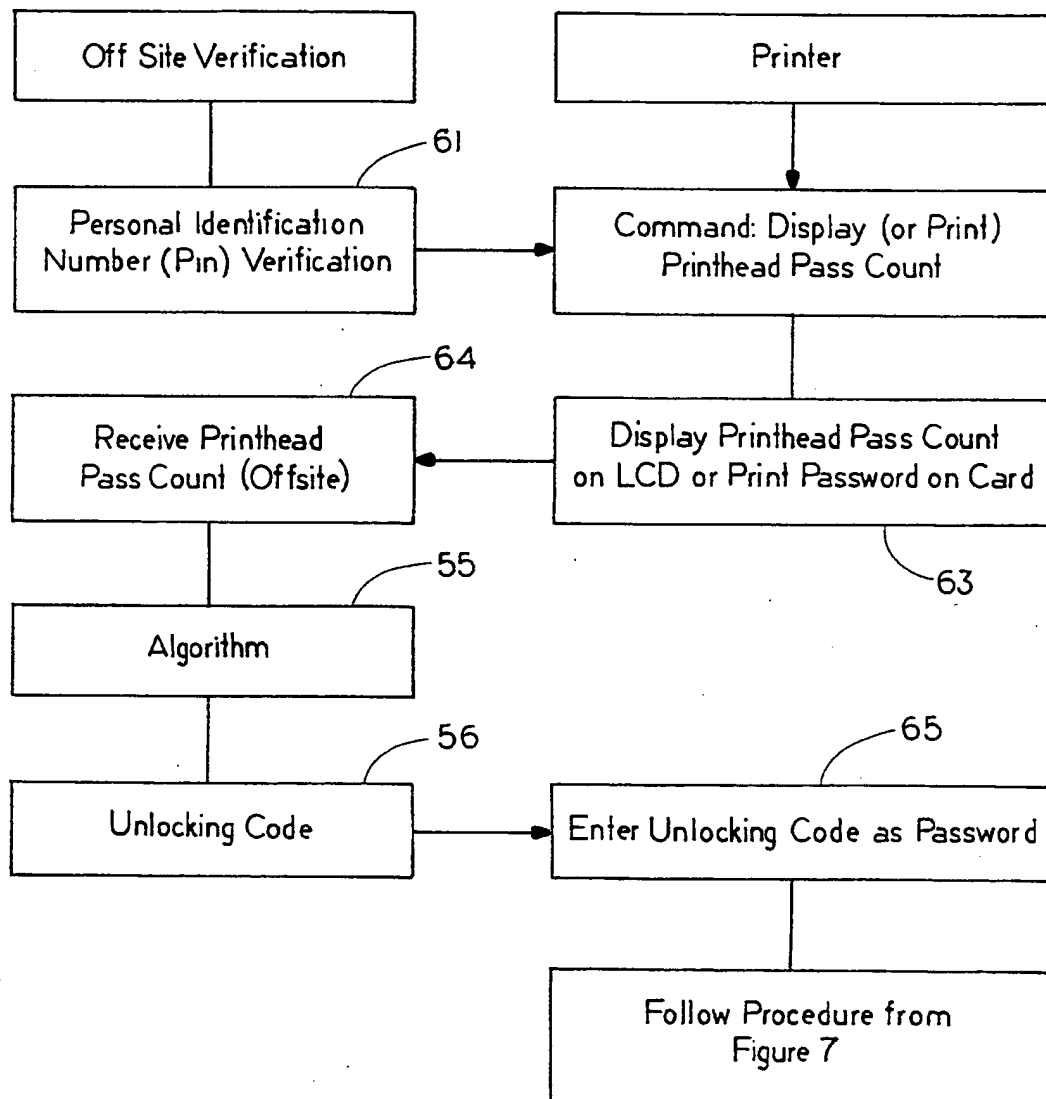 Off Site Verification
Printer
61
Personal Identification
Number (Pin) Verification
Command: Display (or Print)
Printhead Pass Count
64
Receive Printhead
Pass Count (Offsite)
Display Printhead Pass Count
on LCD or Print Password on Card
63
55
Algorithm
56
Unlocking Code
65
Enter Unlocking Code as Password
Follow Procedure from
Figure 7